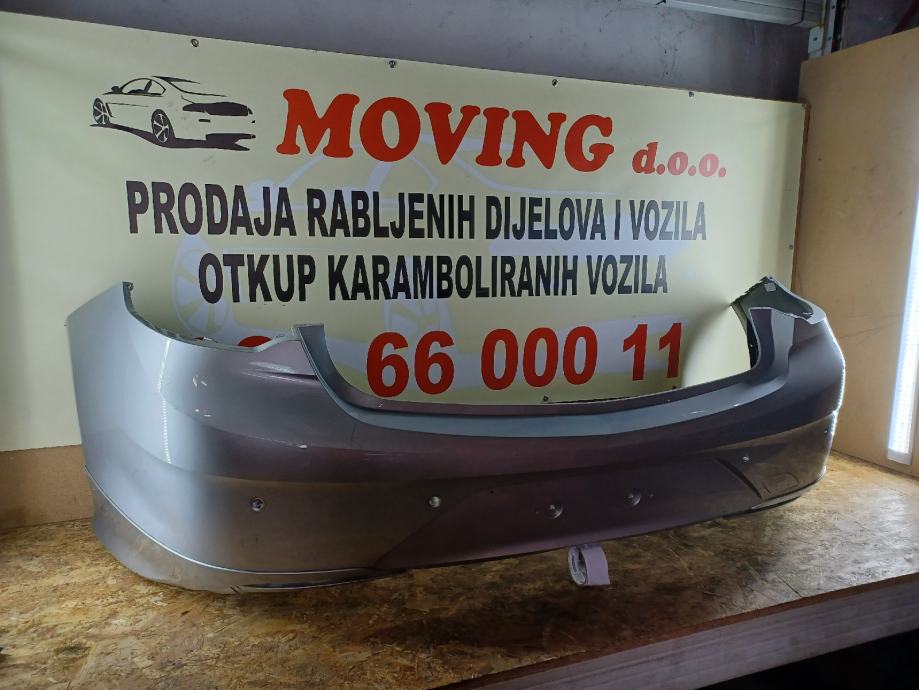 MOVING d.o.o.
PRODAJA RABLJENIH DIJELOVA I VOZILA
OTKUP KARAMBOLIRANIH VOZILA
66 000 11